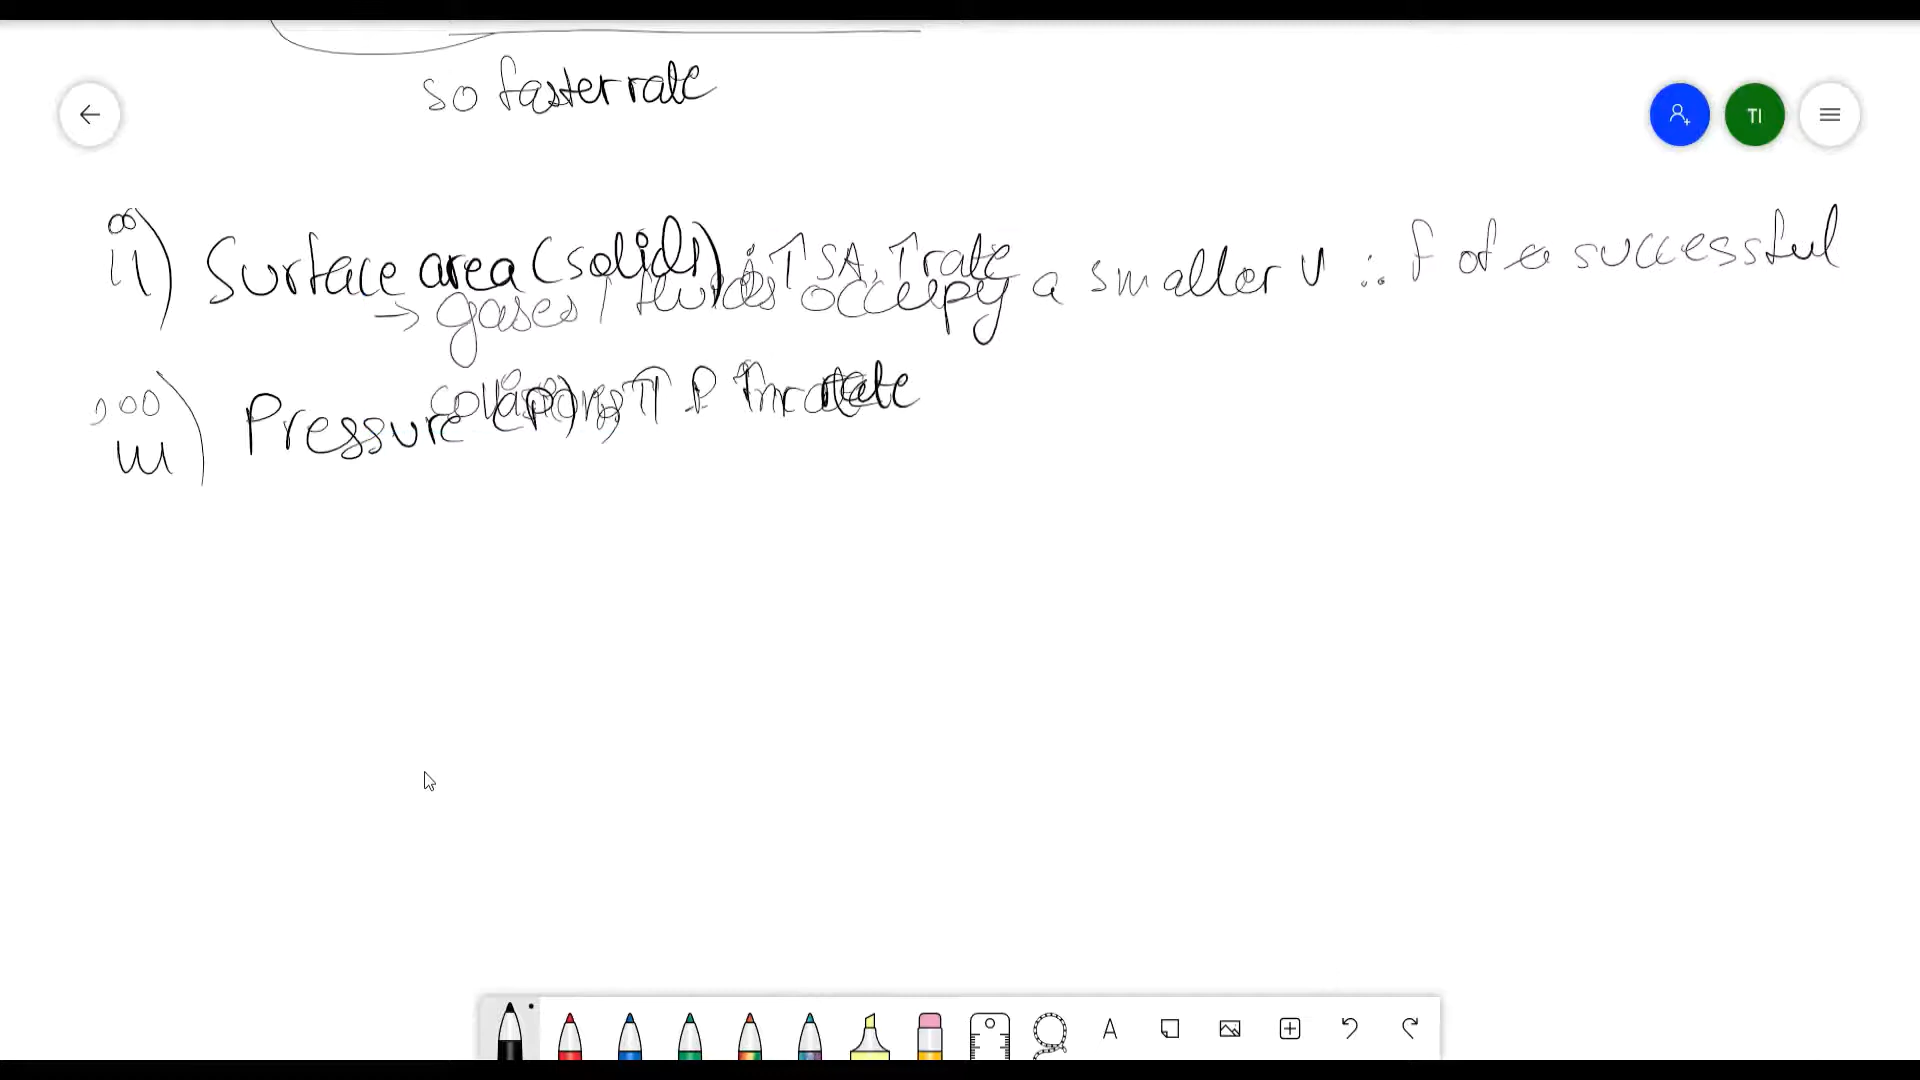 so faster rate
TI
ii) Surface area (solid) ; ↑ SA, ↑ rate
→ gases / fluids occupy a smaller V ∴ f of a successful
iii) Pressure (P) ; ↑ P ↑ rate
collisions
A